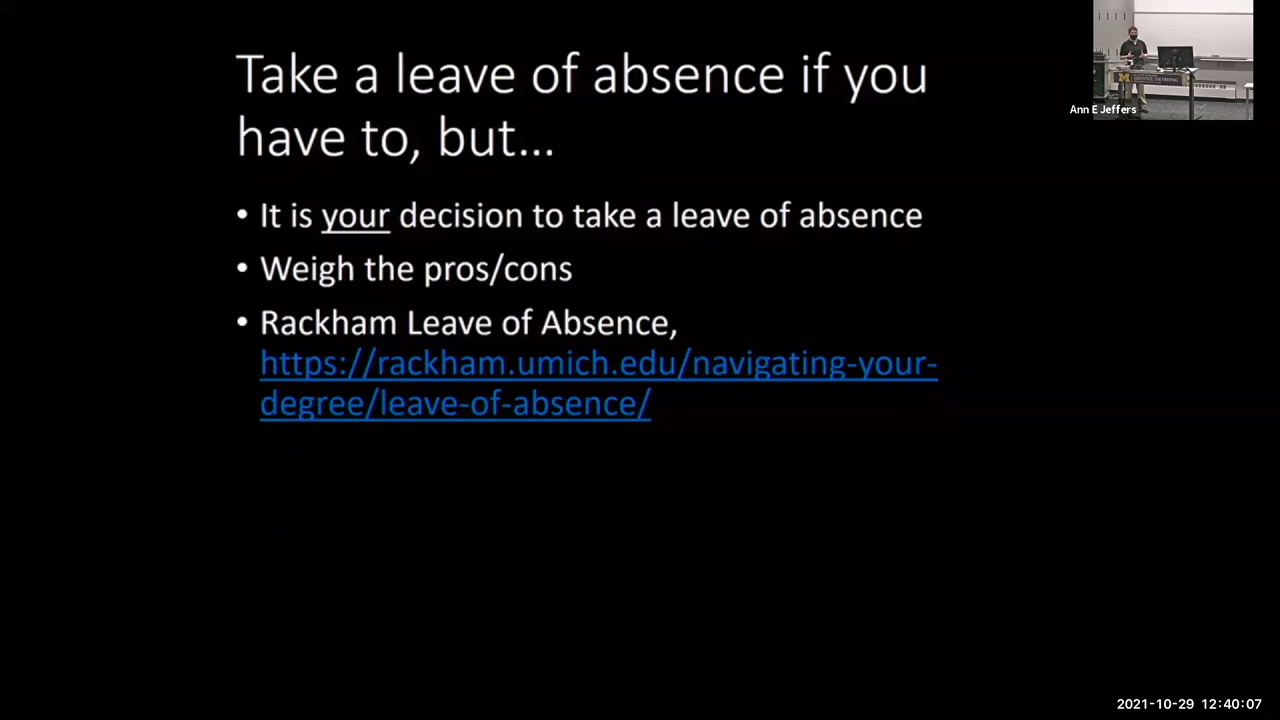 Take a leave of absence if you
have to, but...
• It is your decision to take a leave of absence
• Weigh the pros/cons
• Rackham Leave of Absence,
https://rackham.umich.edu/navigating-your-
degree/leave-of-absence/
Ann E Jeffers
M
2021-10-29 12:40:07